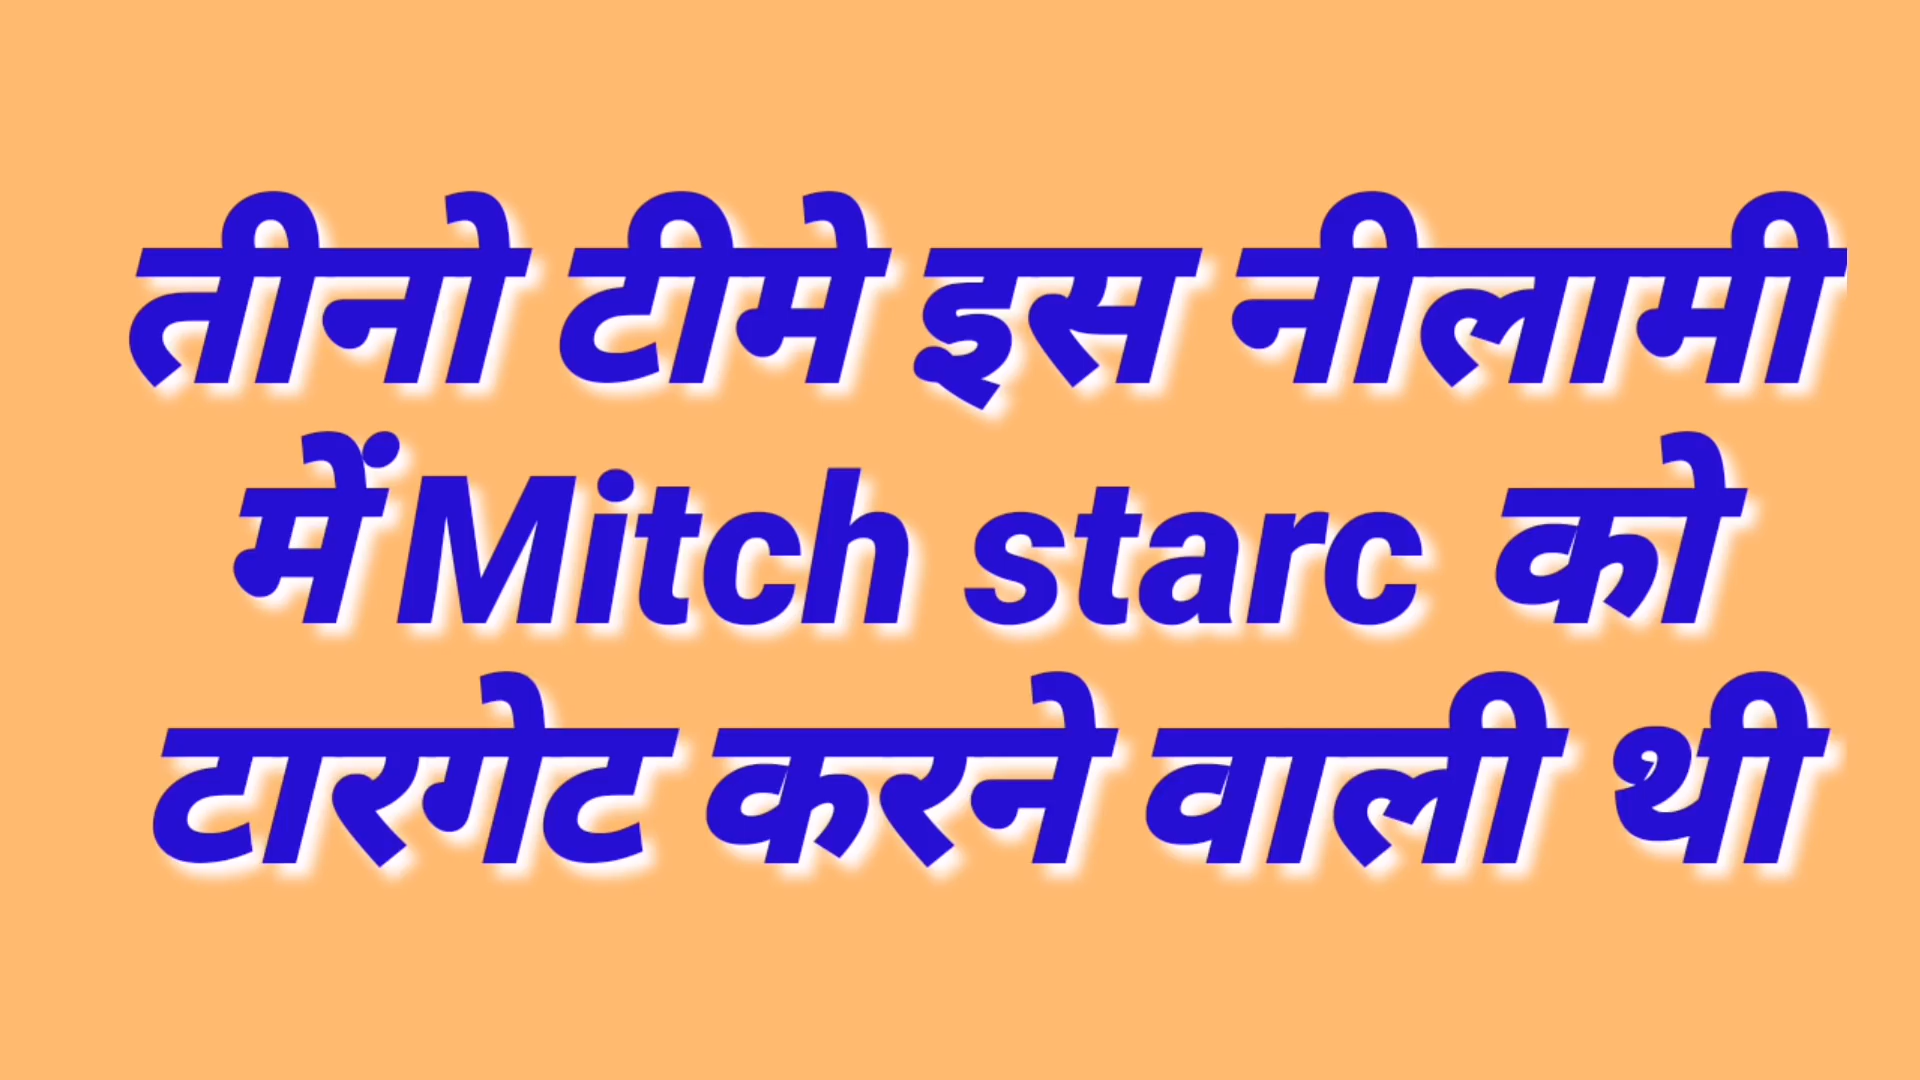 तीनो टीमे इस नीलामी
में Mitch starc को
टारगेट करने वाली थी